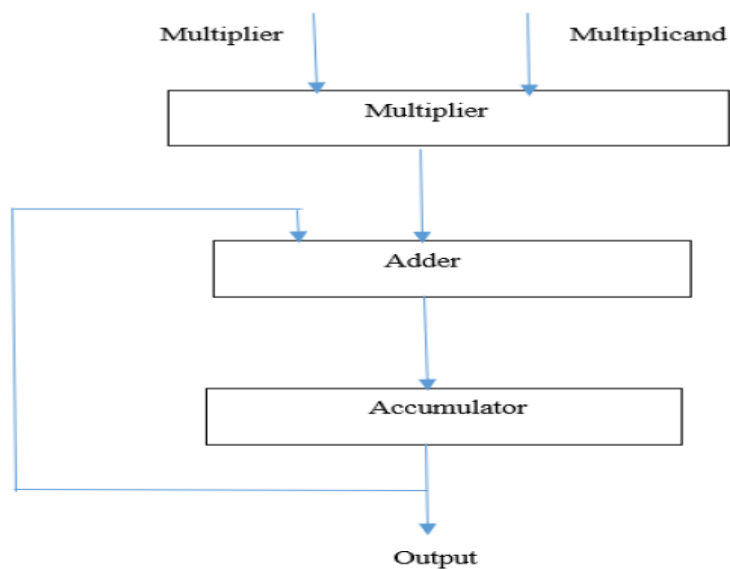 Multiplier
Multiplicand
Multiplier
Adder
Accumulator
Output